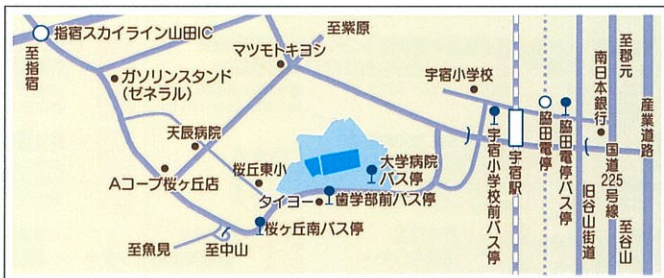 至指宿
指宿スカイライン山田IC
ガソリンスタンド
(ゼネラル)
マツモトキヨシ
至紫原
天辰病院
Aコープ桜ヶ丘店
桜丘東小
タイヨー
歯学部前バス停
大学病院
バス停
桜ヶ丘南バス停
至魚見
至中山
宇宿小学校
宇宿小学校前バス停
宇宿駅
脇田電停
脇田電停バス停
南日本銀行
旧谷山街道
国道225号線
至郡元
至谷山
産業道路